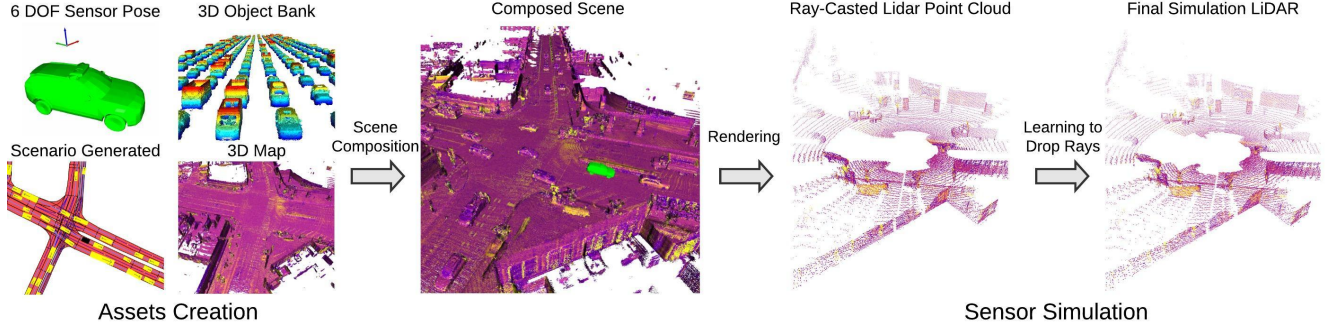 6 DOF Sensor Pose
3D Object Bank
Composed Scene
Ray-Casted Lidar Point Cloud
Final Simulation LiDAR
Scenario Generated
3D Map
Scene
Composition
Rendering
Learning to
Drop Rays
Assets Creation
Sensor Simulation